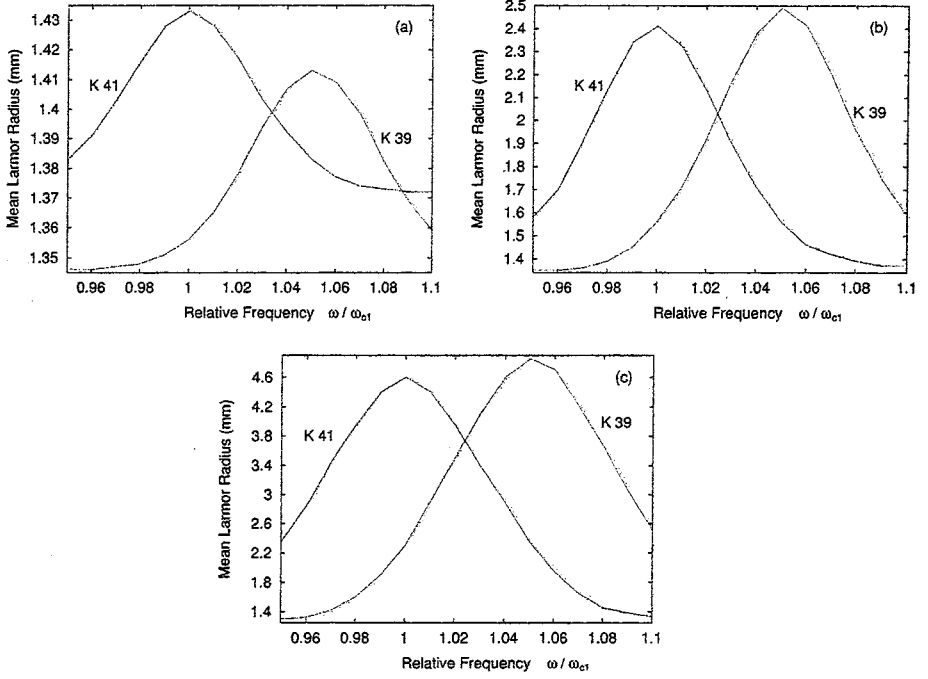 (a)
Mean Larmor Radius (mm)
1.43
1.42
1.41
1.4
1.39
1.38
1.37
1.36
1.35
K 41
K 39
0.96 0.98 1 1.02 1.04 1.06 1.08 1.1
Relative Frequency ω / ωc1
(b)
Mean Larmor Radius (mm)
2.5
2.4
2.3
2.2
2.1
2
1.9
1.8
1.7
1.6
1.5
1.4
K 41
K 39
0.96 0.98 1 1.02 1.04 1.06 1.08 1.1
Relative Frequency ω / ωc1
(c)
Mean Larmor Radius (mm)
4.6
4.2
3.8
3.4
3
2.6
2.2
1.8
1.4
K 41
K 39
0.96 0.98 1 1.02 1.04 1.06 1.08 1.1
Relative Frequency ω / ωc1